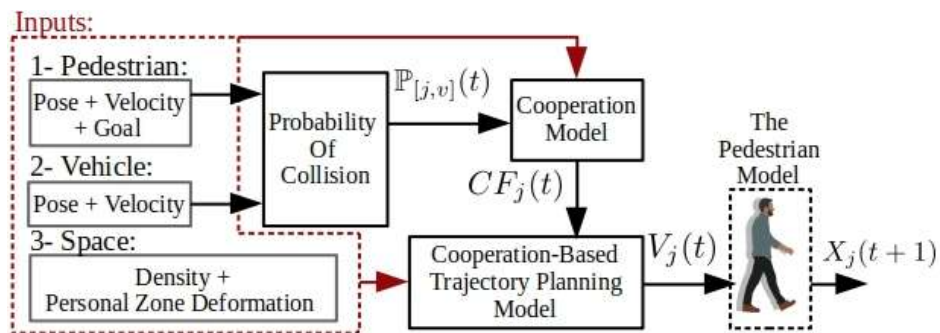 Inputs:
1- Pedestrian:
Pose + Velocity
+ Goal
2- Vehicle:
Pose + Velocity
3- Space:
Density +
Personal Zone Deformation
Probability
Of
Collision
ℙ[j,v](t)
Cooperation
Model
CFj(t)
Cooperation-Based
Trajectory Planning
Model
Vj(t)
The
Pedestrian
Model
Xj(t+1)